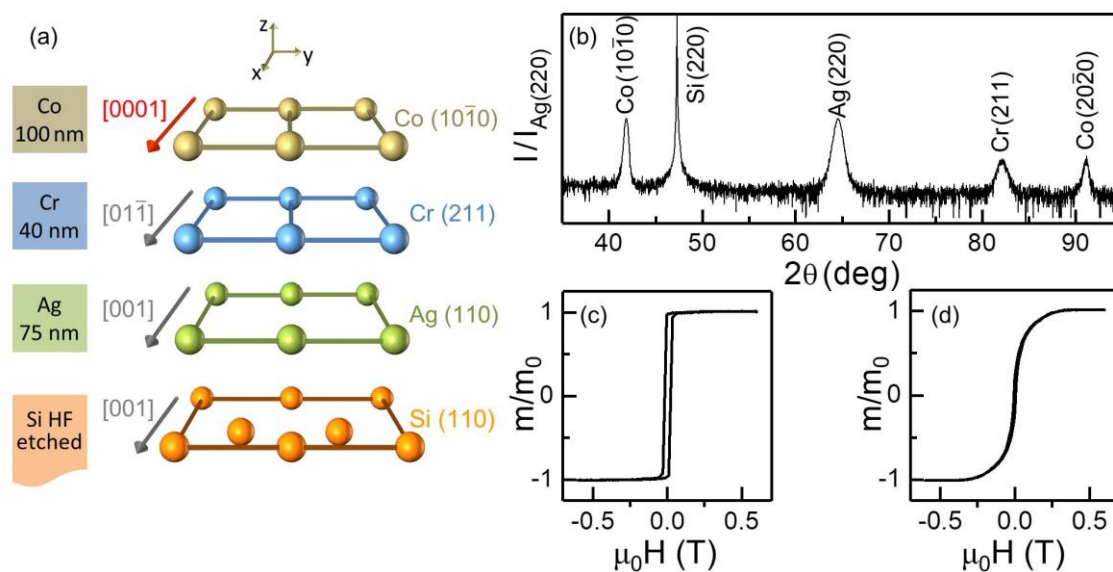 (a)
z
y
x
Co
100 nm
[0001]
Co (101̄0)
Cr
40 nm
[011̄]
Cr (211)
Ag
75 nm
[001]
Ag (110)
Si HF
etched
[001]
Si (110)
(b)
I/I_Ag(220)
Co(101̄0)
Si(220)
Ag(220)
Cr(211)
Co(202̄0)
40 50 60 70 80 90
2θ (deg)
(c)
m/m₀
1
0
-1
-0.5 0.0 0.5
μ₀H (T)
(d)
m/m₀
1
0
-1
-0.5 0.0 0.5
μ₀H (T)